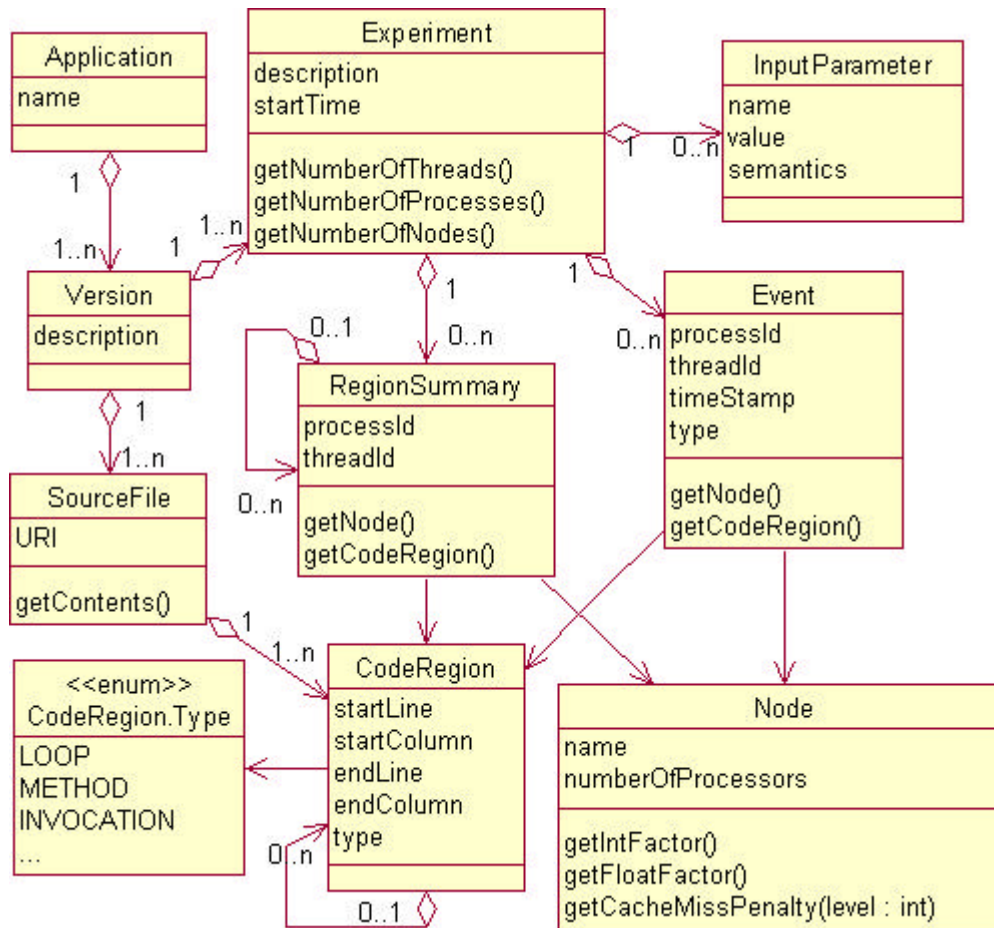 Application
name
1
1..n
Experiment
description
startTime
getNumberOfThreads()
getNumberOfProcesses()
getNumberOfNodes()
1
0..n
InputParameter
name
value
semantics
1
1..n
Version
description
1
1..n
1
0..n
1
0..n
0..1
0..n
RegionSummary
processId
threadId
getNode()
getCodeRegion()
Event
processId
threadId
timeStamp
type
getNode()
getCodeRegion()
SourceFile
URI
getContents()
1
1..n
<<enum>>
CodeRegion.Type
LOOP
METHOD
INVOCATION
...
CodeRegion
startLine
startColumn
endLine
endColumn
type
0..n
0..1
Node
name
numberOfProcessors
getIntFactor()
getFloatFactor()
getCacheMissPenalty(level : int)